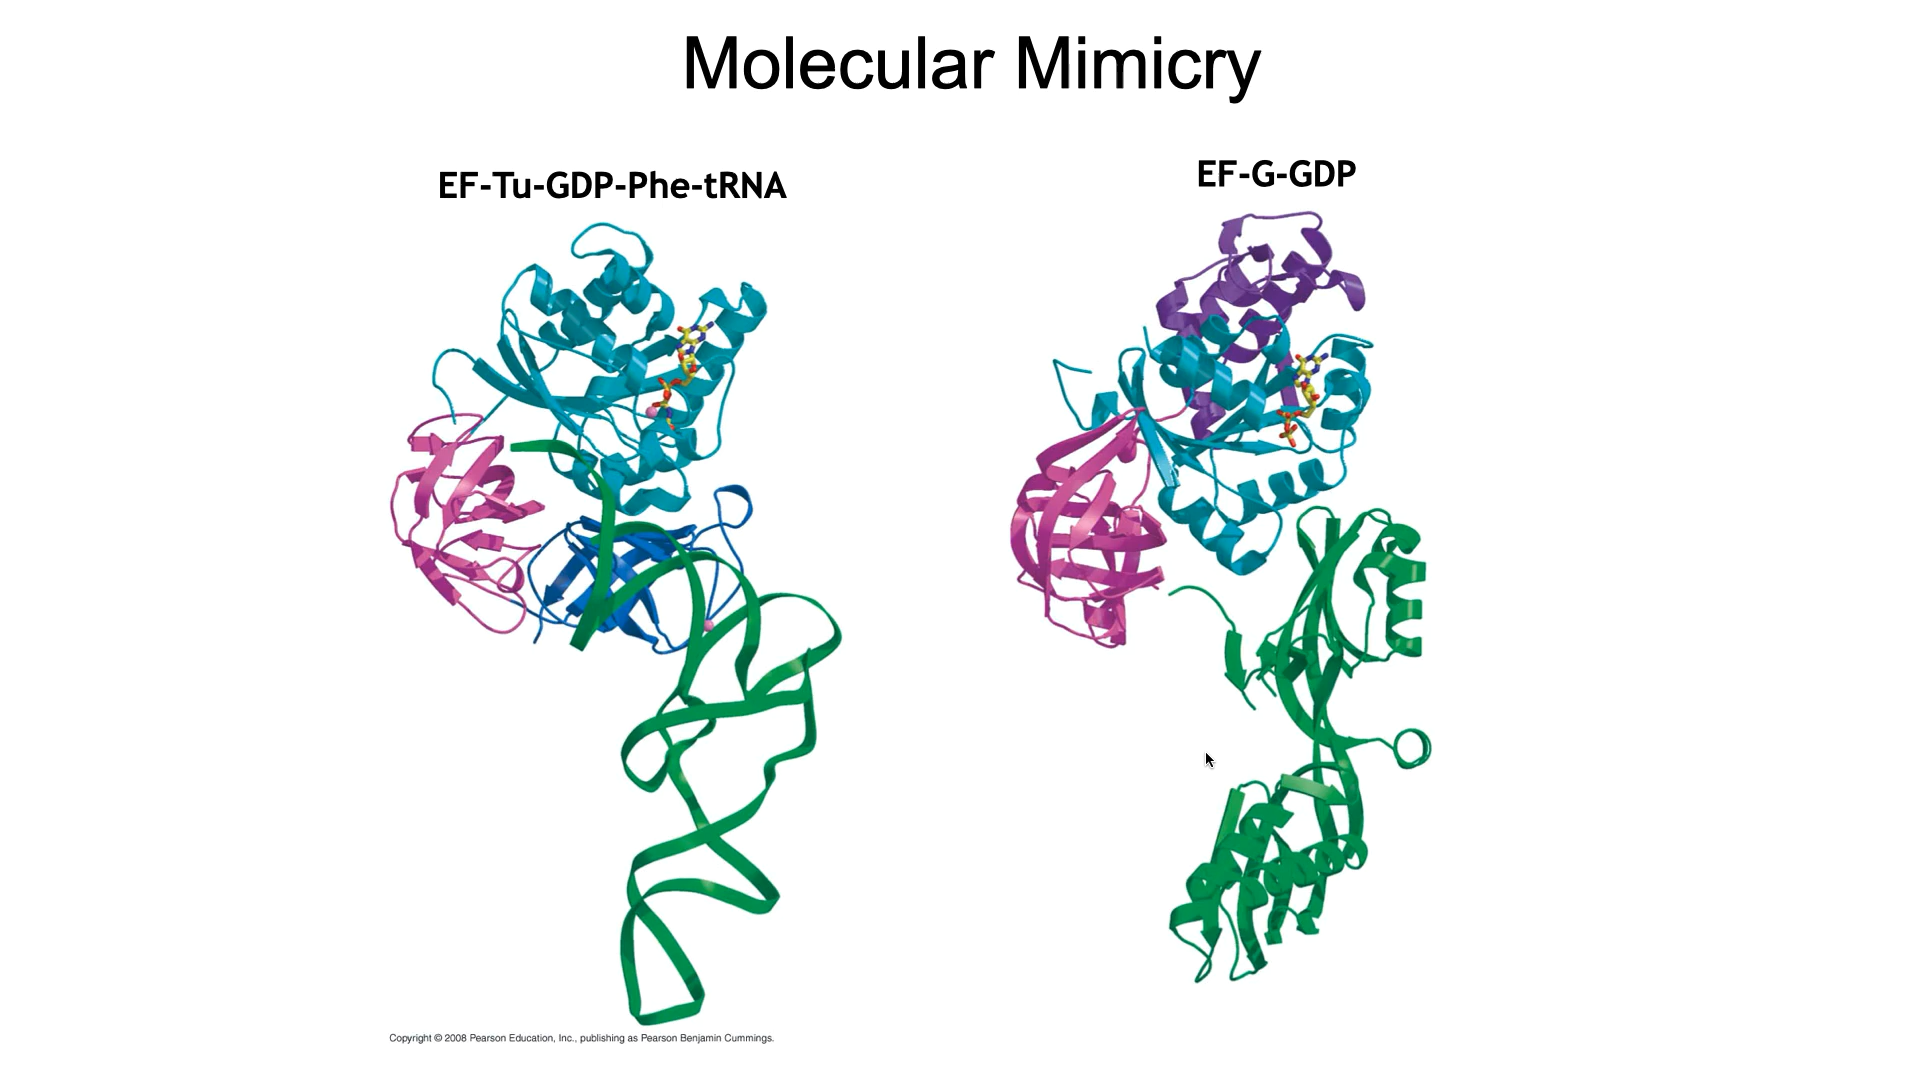 Molecular Mimicry
EF-Tu-GDP-Phe-tRNA
EF-G-GDP
Copyright © 2008 Pearson Education, Inc., publishing as Pearson Benjamin Cummings.